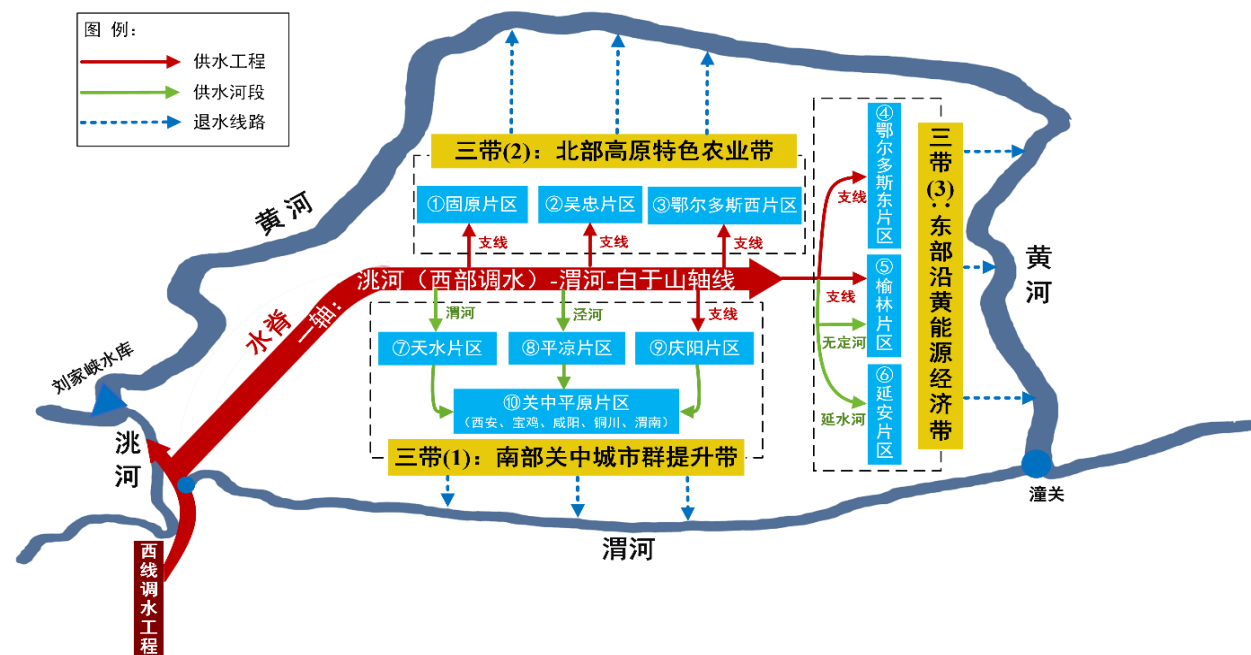 图 例：
供水工程
供水河段
退水线路
三带(2)：北部高原特色农业带
①固原片区
②吴忠片区
③鄂尔多斯西片区
支线
支线
支线
黄河
洮河（西部调水）-渭河-白于山轴线
一轴：
水脊
渭河
泾河
支线
⑦天水片区
⑧平凉片区
⑨庆阳片区
⑩关中平原片区
（西安、宝鸡、咸阳、铜川、渭南）
三带(1)：南部关中城市群提升带
④鄂尔多斯东片区
支线
⑤榆林片区
支线
无定河
⑥延安片区
延水河
三带(3)：东部沿黄能源经济带
黄河
刘家峡水库
洮河
西线调水工程
渭河
潼关